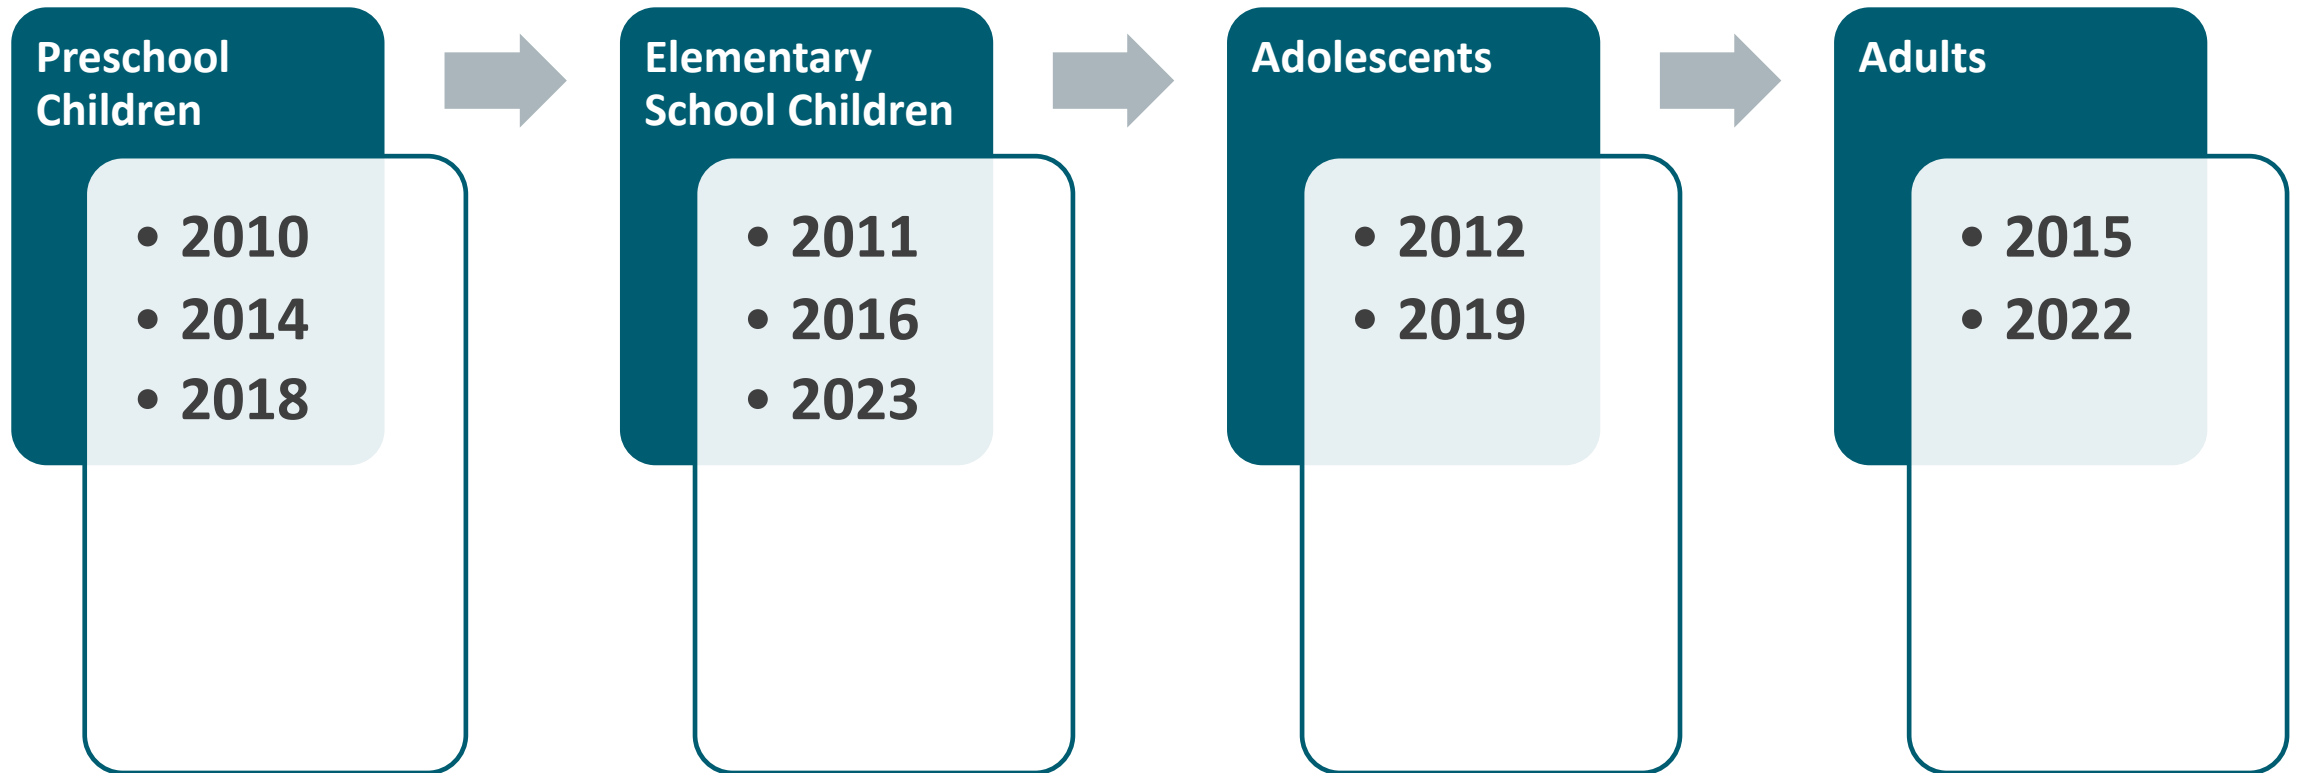 Preschool
Children
• 2010
• 2014
• 2018
Elementary
School Children
• 2011
• 2016
• 2023
Adolescents
• 2012
• 2019
Adults
• 2015
• 2022